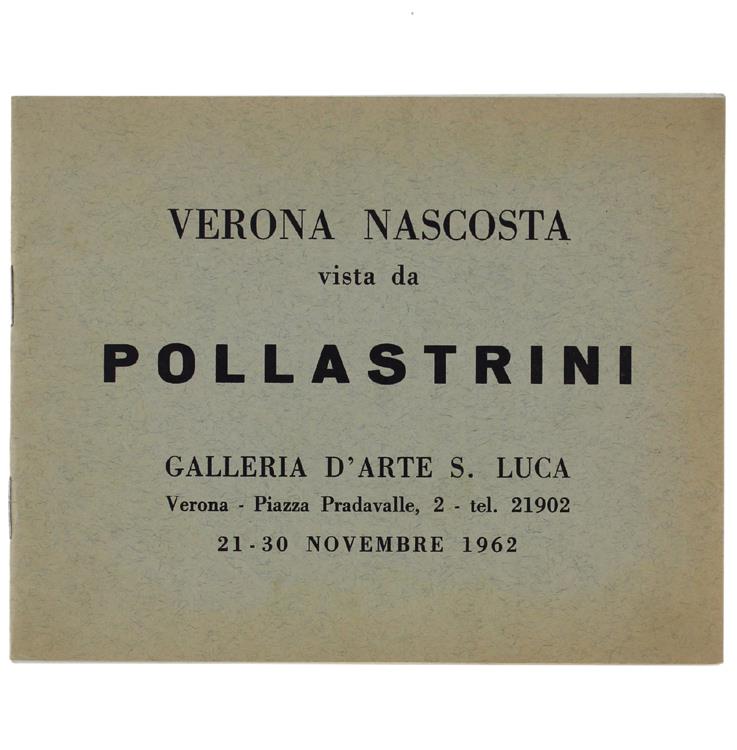 VERONA NASCOSTA
vista da
POLLASTRINI
GALLERIA D'ARTE S. LUCA
Verona - Piazza Pradavalle, 2 - tel. 21902
21-30 NOVEMBRE 1962